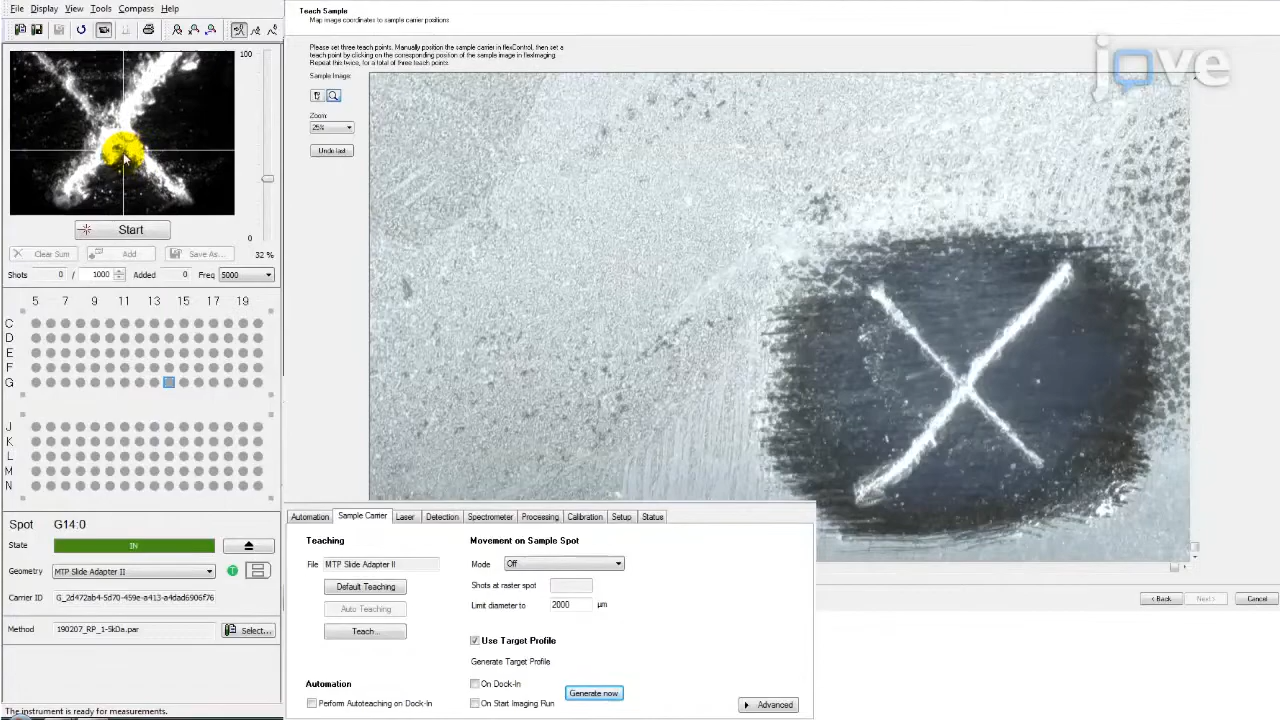 File Display View Tools Compass Help
100
0
Start
Clear Sum Add Save As... 32 %
Shots 0 / 1000 Added 0 Freq 5000
5 7 9 11 13 15 17 19
C
D
E
F
G
J
K
L
M
N
Spot G14:0
State IN
Geometry MTP Slide Adapter II
Carrier ID G_2d472ab4-5d70-459e-a413-a4dad6906f76
Method 190207_RP_1-5kDa.par Select...
The instrument is ready for measurements.
Teach Sample
Map image coordinates to sample carrier positions
Please set three teach points. Manually position the sample carrier in flexControl, then set a
teach point by clicking on the corresponding position of the sample image in flexImaging.
Repeat this twice, for a total of three teach points.
Sample Image:
Zoom:
25%
Undo last
jove
Automation Sample Carrier Laser Detection Spectrometer Processing Calibration Setup Status
Teaching
File MTP Slide Adapter II
Default Teaching
Auto Teaching
Teach...
Automation
Perform Autoteaching on Dock-In
Movement on Sample Spot
Mode Off
Shots at raster spot
Limit diameter to 2000 µm
Use Target Profile
Generate Target Profile
On Dock-In
On Start Imaging Run
Generate now
Advanced
< Back Next > Cancel